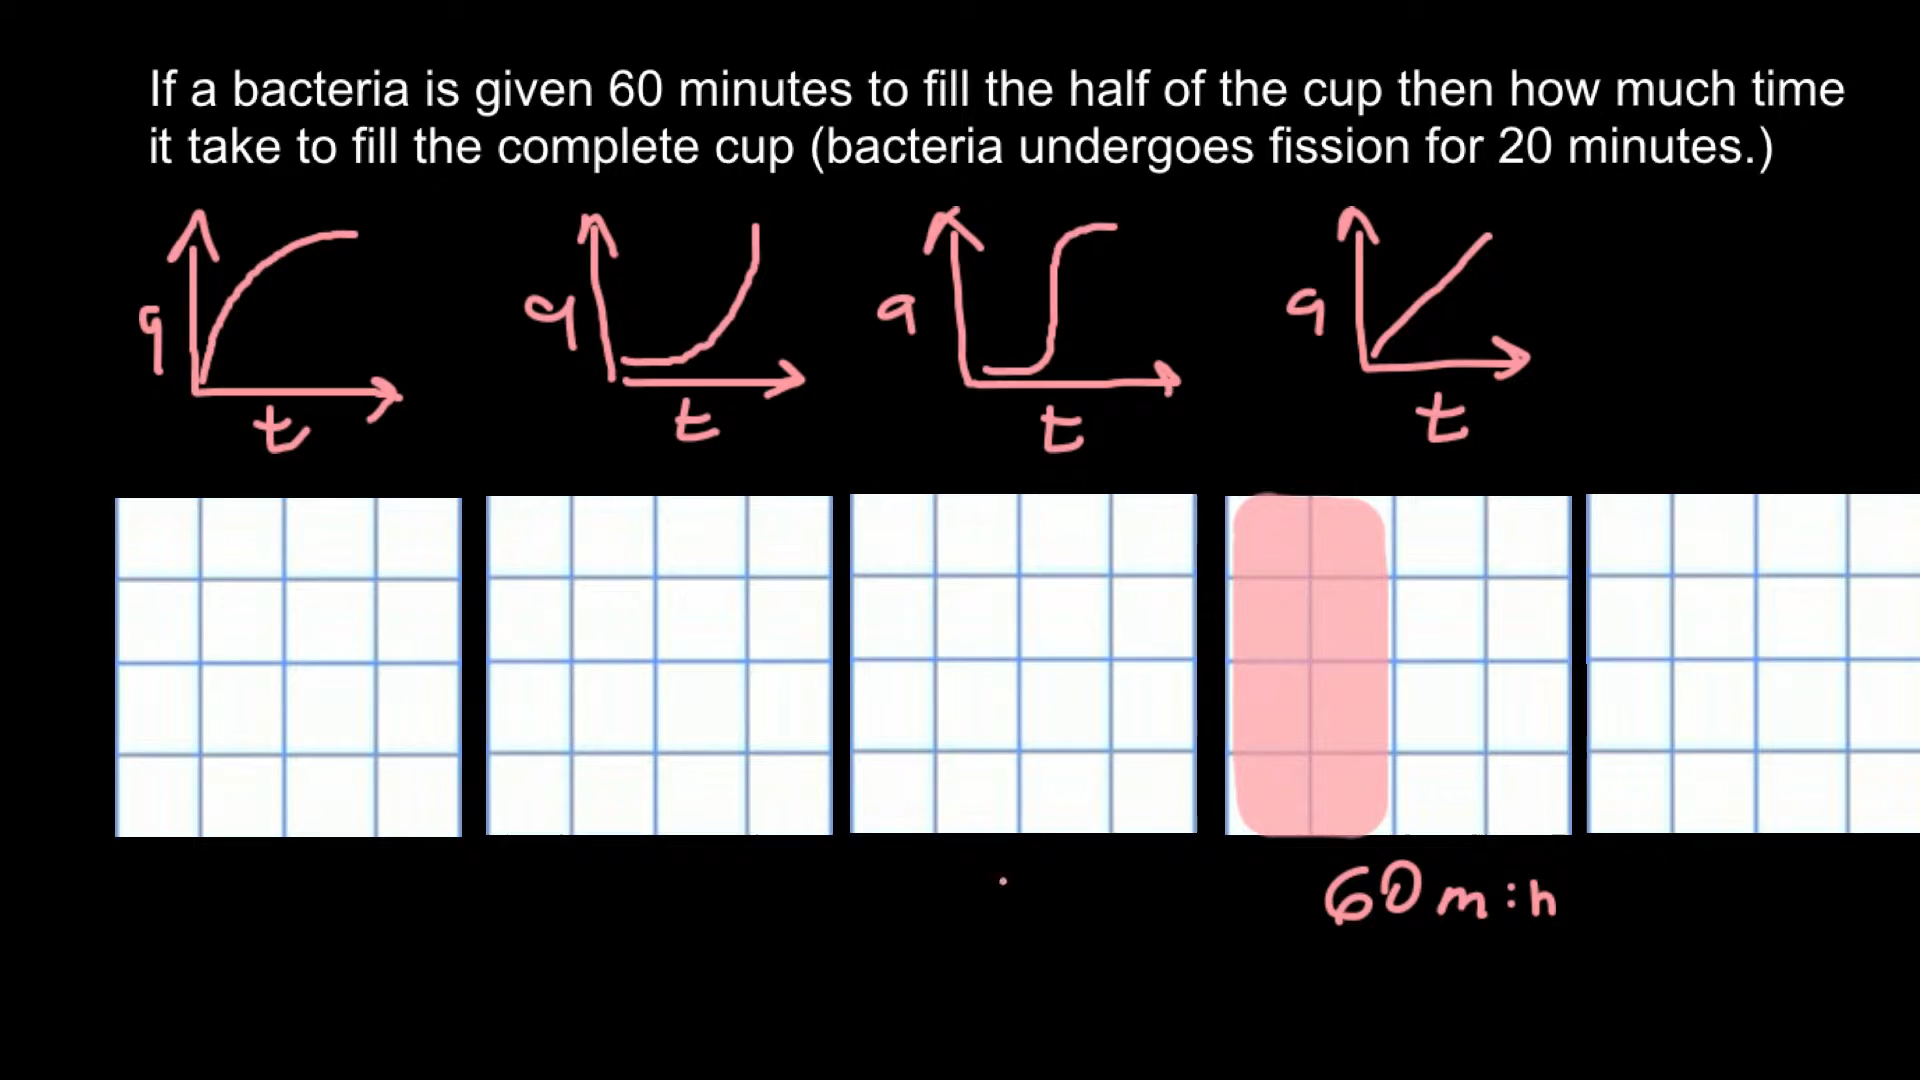 If a bacteria is given 60 minutes to fill the half of the cup then how much time
it take to fill the complete cup (bacteria undergoes fission for 20 minutes.)
q q q q
t t t t
60 min